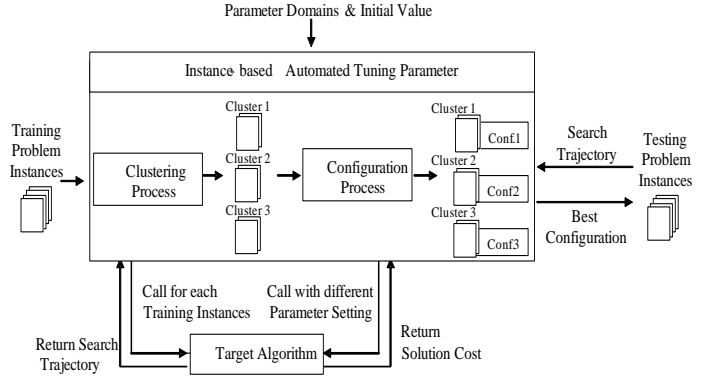 Parameter Domains & Initial Value
Instance- based Automated Tuning Parameter
Training
Problem
Instances
Clustering
Process
Cluster 1
Cluster 2
Cluster 3
Configuration
Process
Cluster 1
Conf.1
Cluster 2
Conf2
Cluster 3
Conf3
Search
Trajectory
Best
Configuration
Testing
Problem
Instances
Call for each
Training Instances
Call with different
Parameter Setting
Return Search
Trajectory
Target Algorithm
Return
Solution Cost